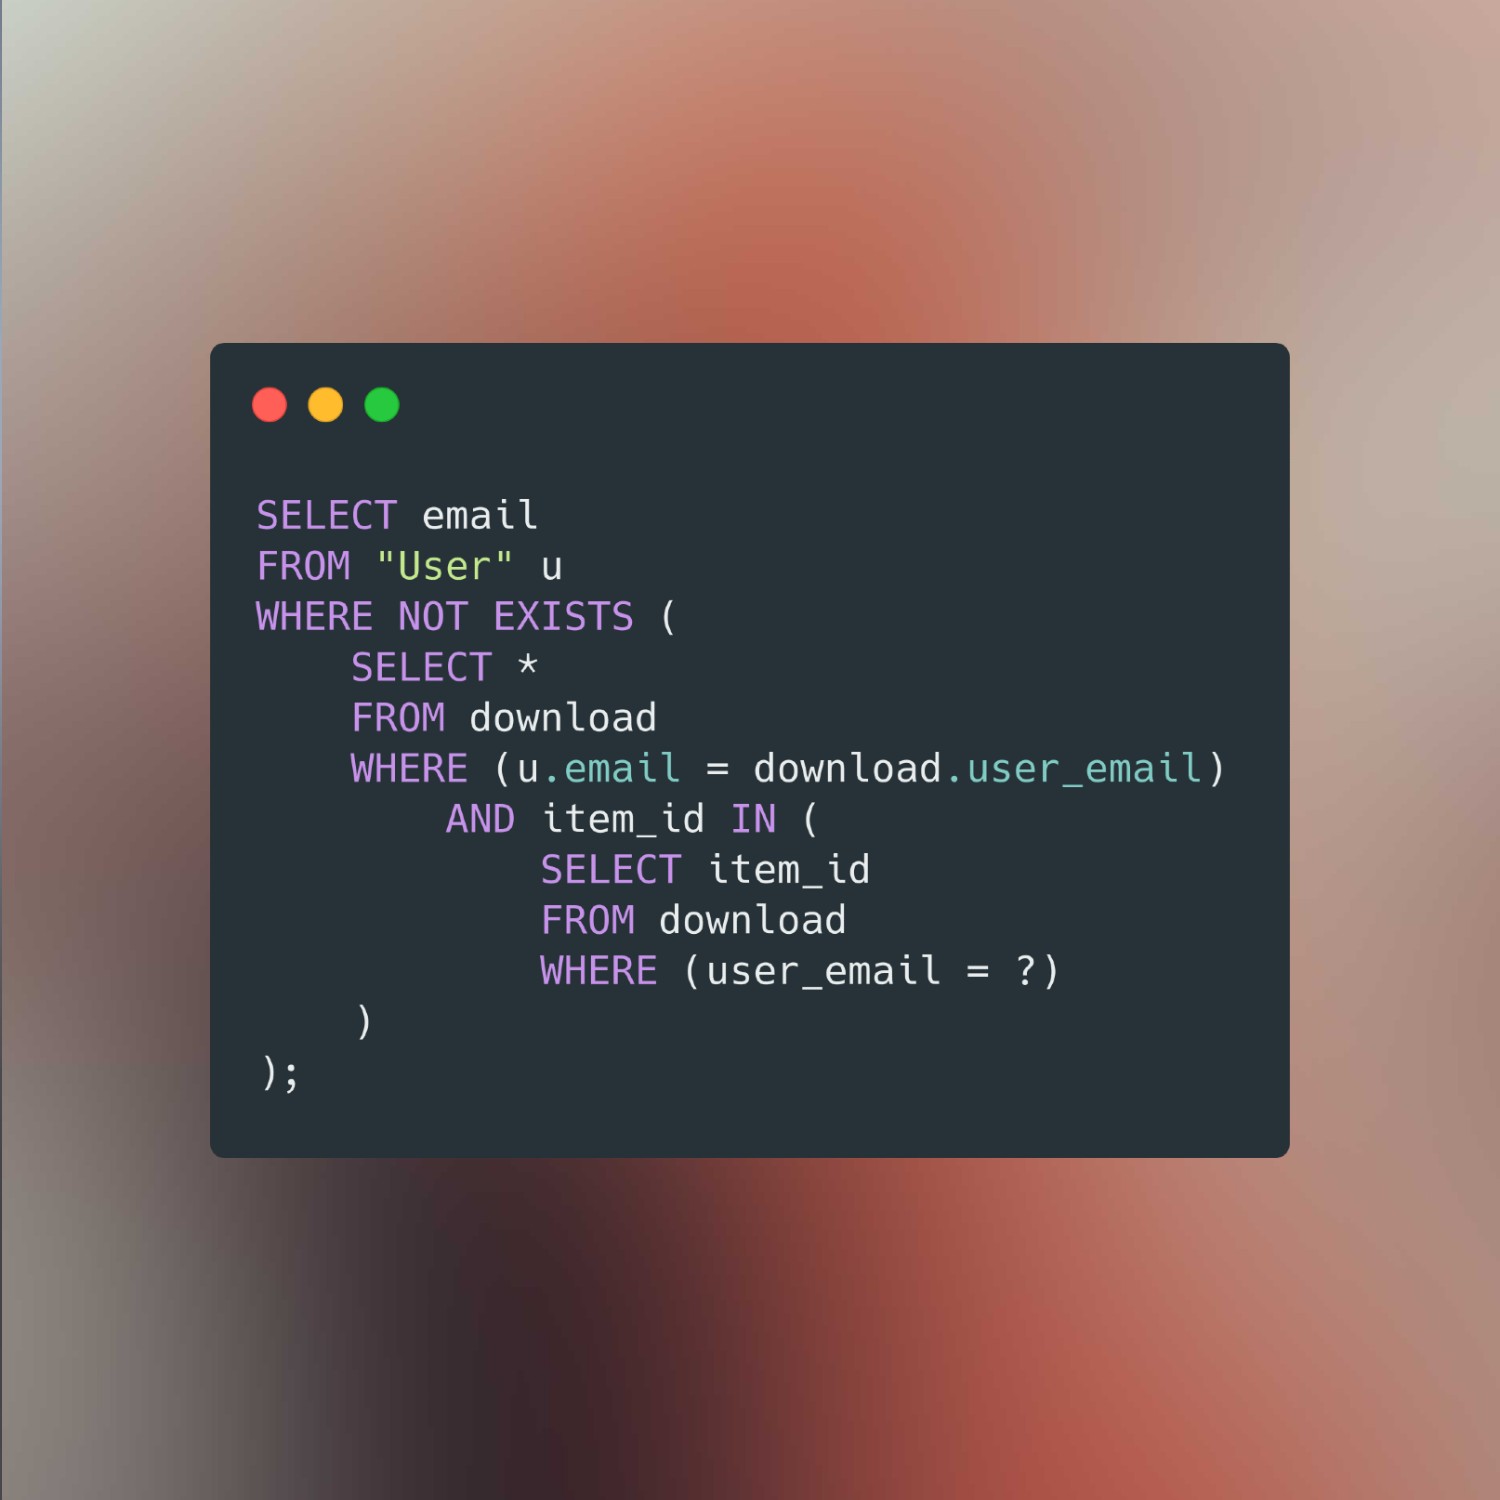 SELECT email
FROM "User" u
WHERE NOT EXISTS (
    SELECT *
    FROM download
    WHERE (u.email = download.user_email)
        AND item_id IN (
            SELECT item_id
            FROM download
            WHERE (user_email = ?)
    )
);